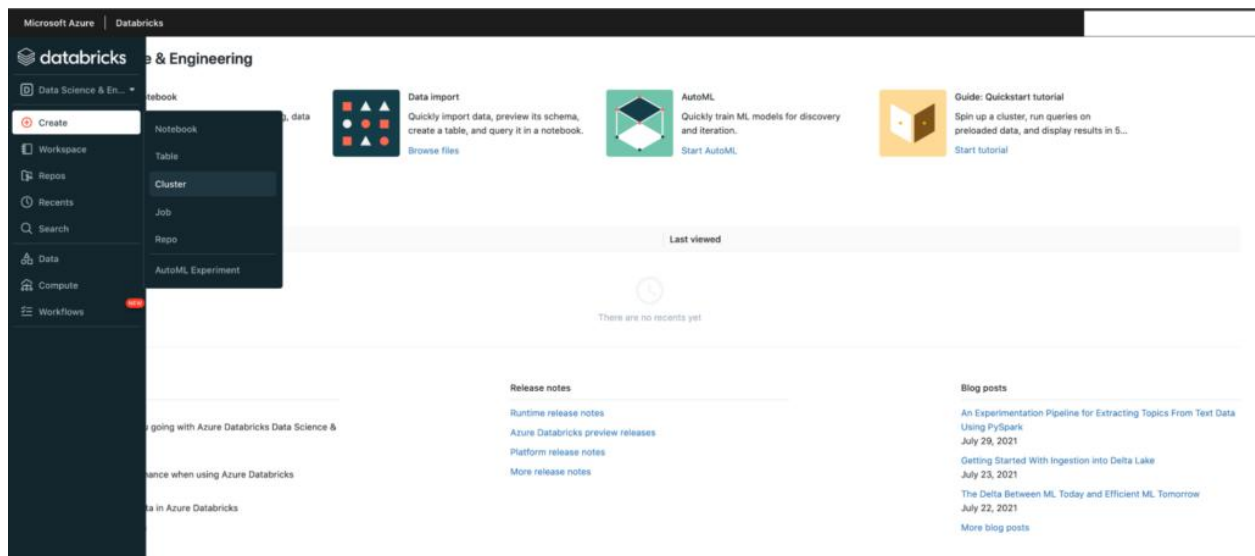 Microsoft Azure | Databricks
databricks
Data Science & En...
Create
Workspace
Repos
Recents
Search
Data
Compute
Workflows
NEW
Notebook
Table
Cluster
Job
Repo
AutoML Experiment
e & Engineering
tebook
g, data
Data import
Quickly import data, preview its schema,
create a table, and query it in a notebook.
Browse files
AutoML
Quickly train ML models for discovery
and iteration.
Start AutoML
Guide: Quickstart tutorial
Spin up a cluster, run queries on
preloaded data, and display results in 5...
Start tutorial
Last viewed
There are no recents yet
going with Azure Databricks Data Science &
nance when using Azure Databricks
ta in Azure Databricks
Release notes
Runtime release notes
Azure Databricks preview releases
Platform release notes
More release notes
Blog posts
An Experimentation Pipeline for Extracting Topics From Text Data
Using PySpark
July 29, 2021
Getting Started With Ingestion into Delta Lake
July 23, 2021
The Delta Between ML Today and Efficient ML Tomorrow
July 22, 2021
More blog posts